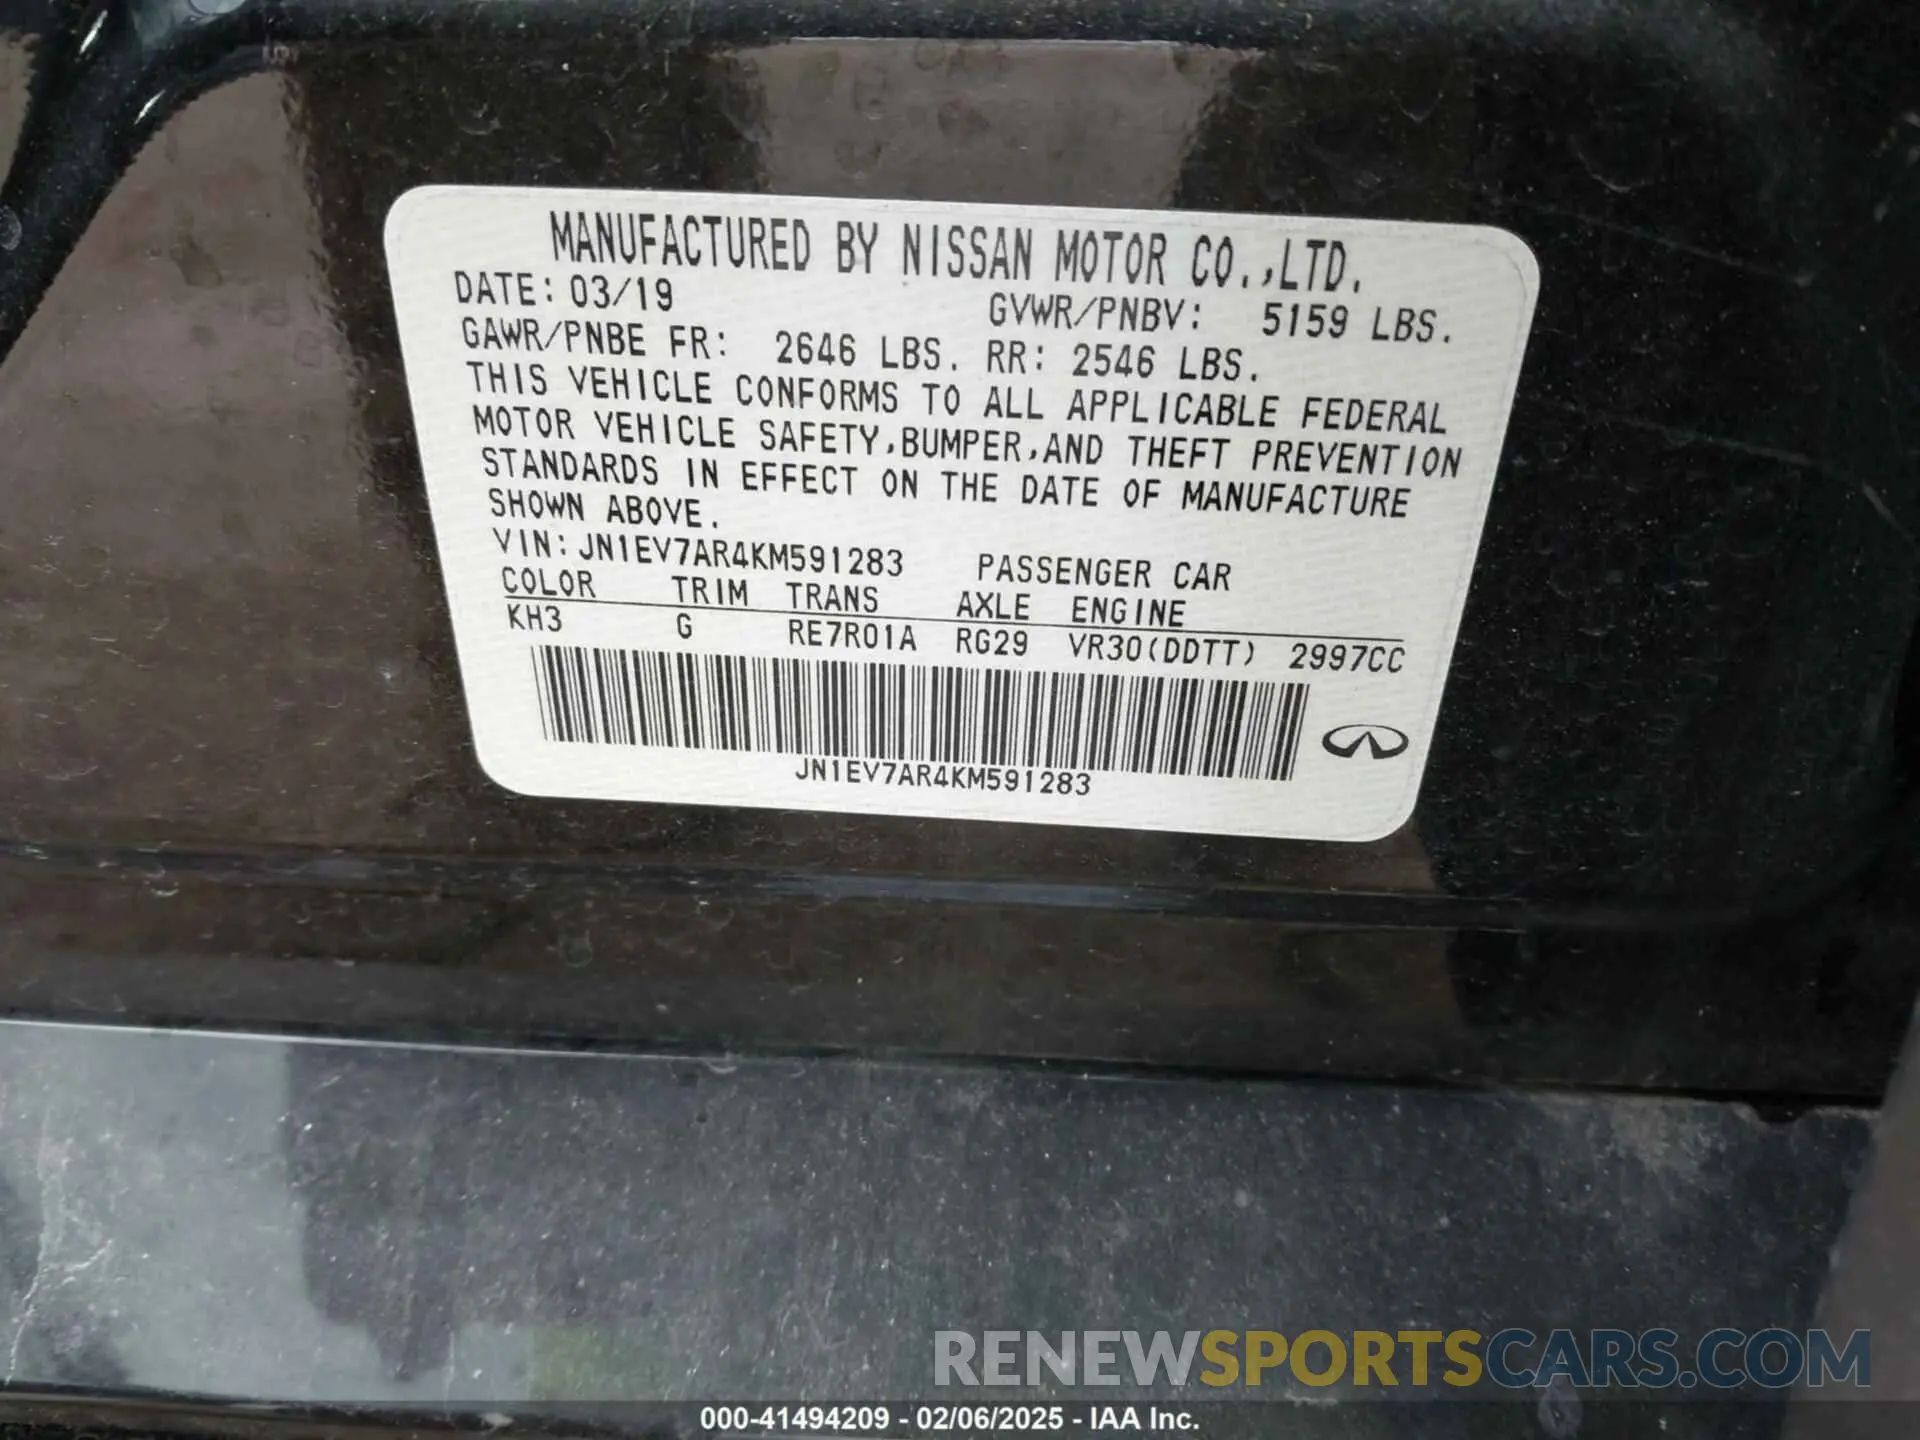 MANUFACTURED BY NISSAN MOTOR CO.,LTD.
DATE: 03/19 GVWR/PNBV: 5159 LBS.
GAWR/PNBE FR: 2646 LBS. RR: 2546 LBS.
THIS VEHICLE CONFORMS TO ALL APPLICABLE FEDERAL
MOTOR VEHICLE SAFETY,BUMPER,AND THEFT PREVENTION
STANDARDS IN EFFECT ON THE DATE OF MANUFACTURE
SHOWN ABOVE.
VIN: JN1EV7AR4KM591283 PASSENGER CAR
COLOR TRIM TRANS AXLE ENGINE
KH3 G RE7R01A RG29 VR30(DDTT) 2997CC
JN1EV7AR4KM591283
RENEWSPORTSCARS.COM
000-41494209 - 02/06/2025 - IAA Inc.